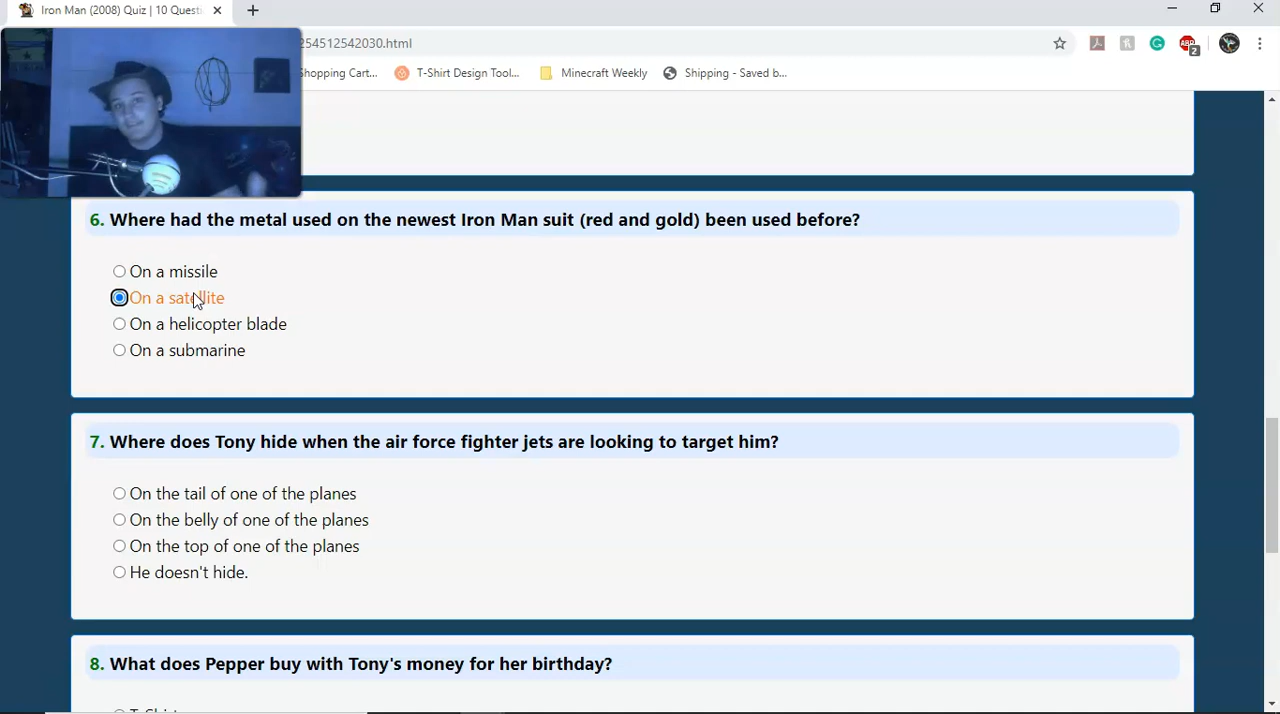 Iron Man (2008) Quiz | 10 Questi
254512542030.html
2
Shopping Cart...
T-Shirt Design Tool...
Minecraft Weekly
Shipping - Saved b...
6. Where had the metal used on the newest Iron Man suit (red and gold) been used before?
On a missile
On a satellite
On a helicopter blade
On a submarine
7. Where does Tony hide when the air force fighter jets are looking to target him?
On the tail of one of the planes
On the belly of one of the planes
On the top of one of the planes
He doesn't hide.
8. What does Pepper buy with Tony's money for her birthday?